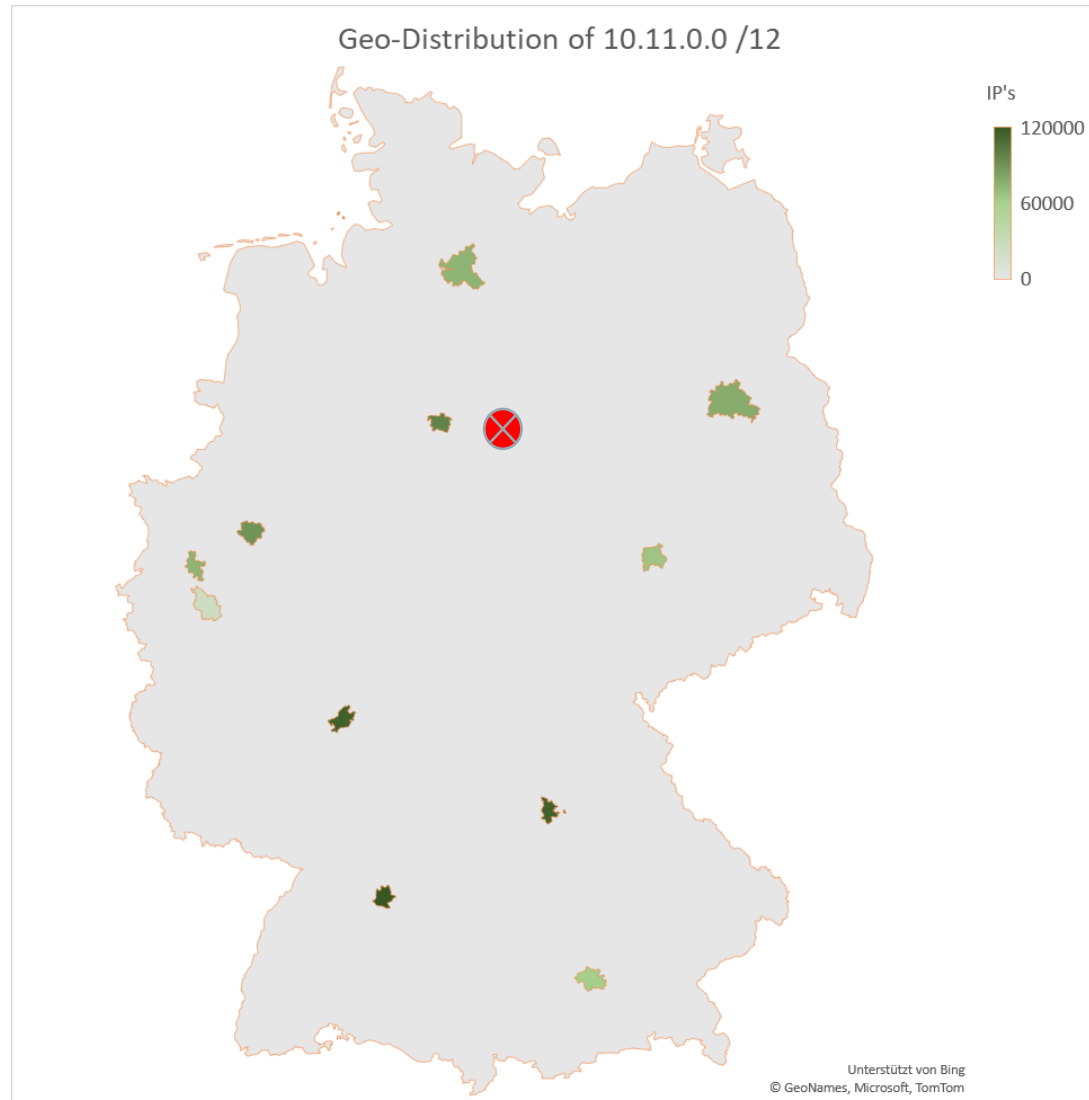 Geo-Distribution of 10.11.0.0 /12
IP's
120000
60000
0
Unterstützt von Bing
© GeoNames, Microsoft, TomTom